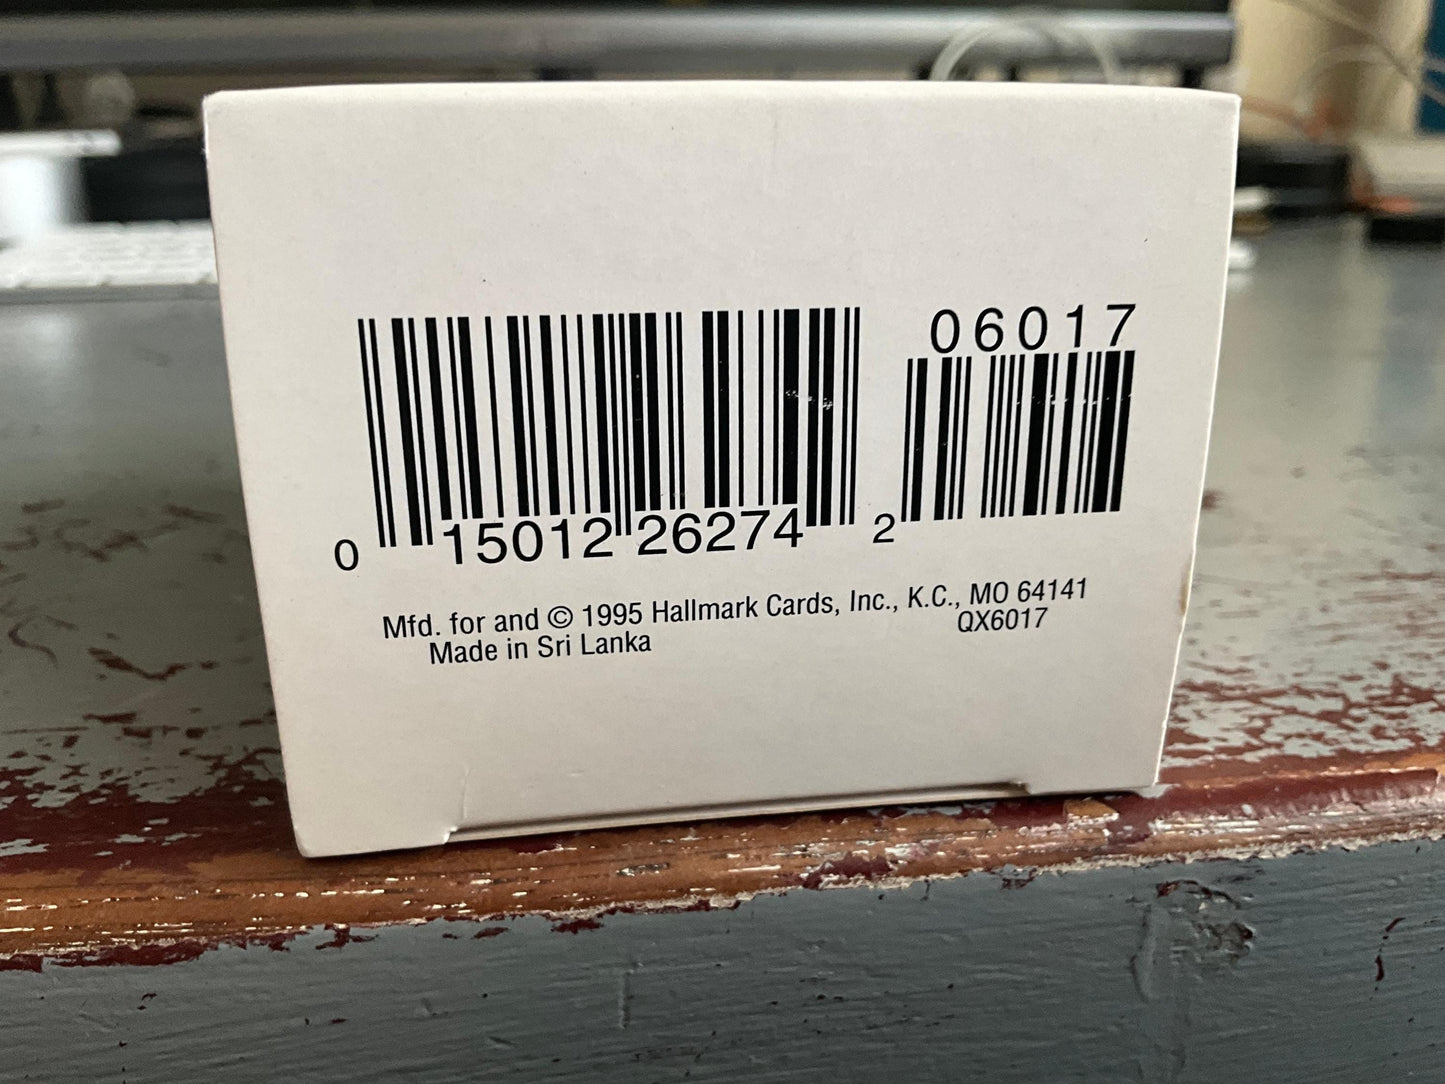 06017
0 15012 26274 2
Mfd. for and © 1995 Hallmark Cards, Inc., K.C., MO 64141
Made in Sri Lanka QX6017